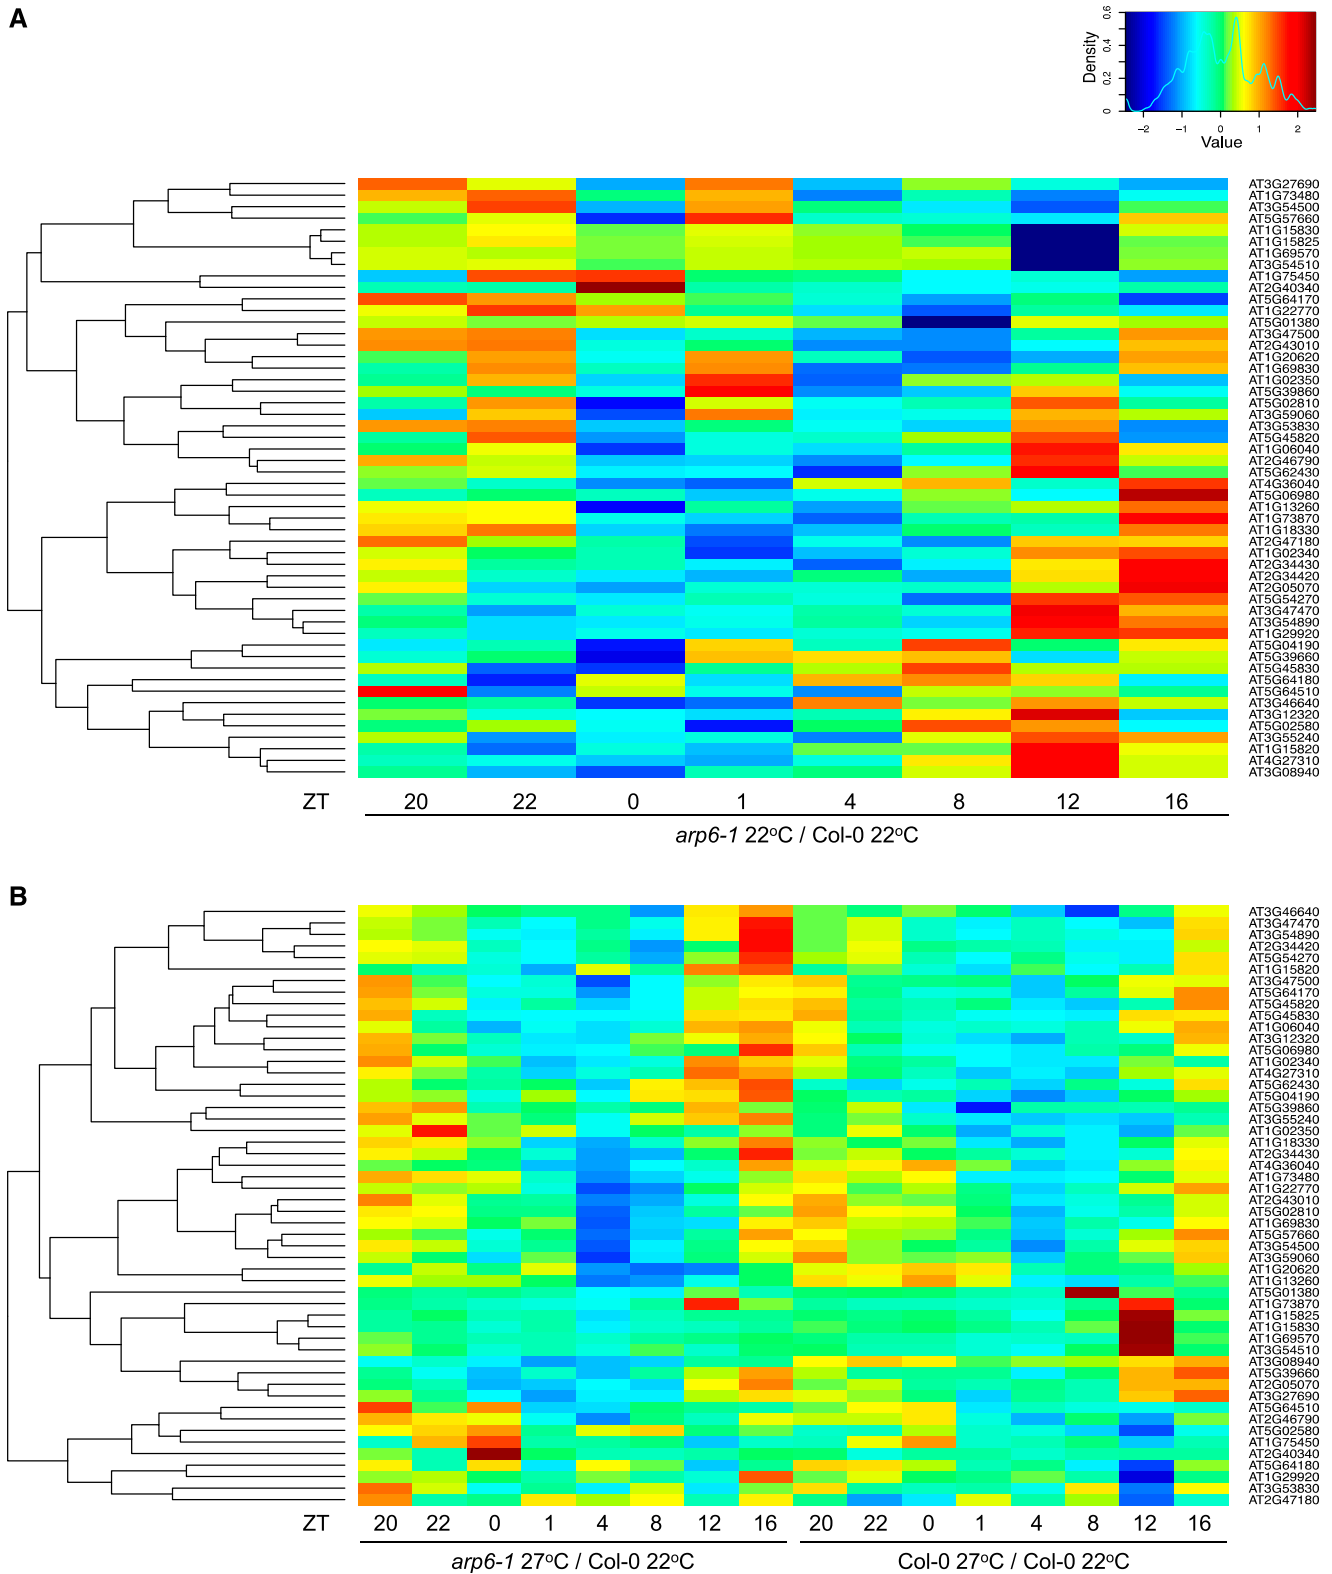 A
Density
0
0.2
0.4
0.6
−2
−1
0
1
2
Value
AT3G27690
AT1G73480
AT3G54500
AT5G57660
AT1G15830
AT1G15825
AT1G69570
AT3G54510
AT1G75450
AT2G40340
AT5G64170
AT1G22770
AT5G01380
AT3G47500
AT2G43010
AT1G20620
AT1G69830
AT1G02350
AT5G39860
AT5G02810
AT3G59060
AT3G53830
AT5G45820
AT1G06040
AT2G46790
AT5G62430
AT4G36040
AT5G06980
AT1G13260
AT1G73870
AT1G18330
AT2G47180
AT1G02340
AT2G34430
AT2G34420
AT2G05070
AT5G54270
AT3G47470
AT3G54890
AT1G29920
AT5G04190
AT5G39660
AT5G45830
AT5G64180
AT5G64510
AT3G46640
AT3G12320
AT5G02580
AT3G55240
AT1G15820
AT4G27310
AT3G08940
ZT 20 22 0 1 4 8 12 16
arp6-1 22°C / Col-0 22°C
B
AT3G46640
AT3G47470
AT3G54890
AT2G34420
AT5G54270
AT1G15820
AT3G47500
AT5G64170
AT5G45820
AT5G45830
AT1G06040
AT3G12320
AT5G06980
AT1G02340
AT4G27310
AT5G62430
AT5G04190
AT5G39860
AT3G55240
AT1G02350
AT1G18330
AT2G34430
AT4G36040
AT1G73480
AT1G22770
AT2G43010
AT5G02810
AT1G69830
AT5G57660
AT3G54500
AT3G59060
AT1G20620
AT1G13260
AT5G01380
AT1G73870
AT1G15825
AT1G15830
AT1G69570
AT3G54510
AT3G08940
AT5G39660
AT2G05070
AT3G27690
AT5G64510
AT2G46790
AT5G02580
AT1G75450
AT2G40340
AT5G64180
AT1G29920
AT3G53830
AT2G47180
ZT 20 22 0 1 4 8 12 16 20 22 0 1 4 8 12 16
arp6-1 27°C / Col-0 22°C
Col-0 27°C / Col-0 22°C